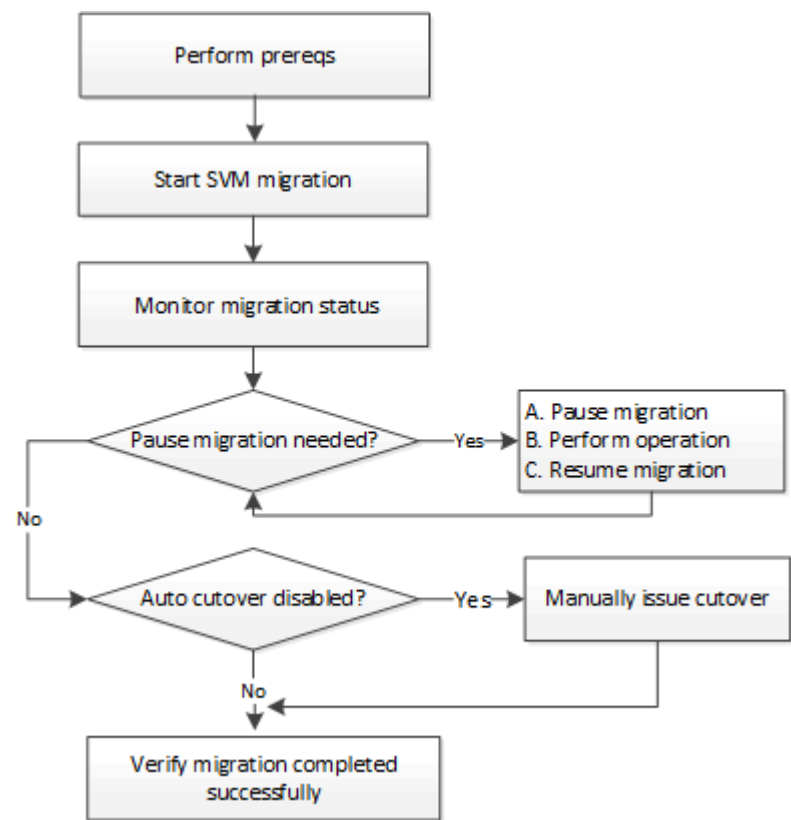 Perform prereqs
Start SVM migration
Monitor migration status
Pause migration needed?
Yes
A. Pause migration
B. Perform operation
C. Resume migration
No
Auto cutover disabled?
Yes
Manually issue cutover
No
Verify migration completed
successfully